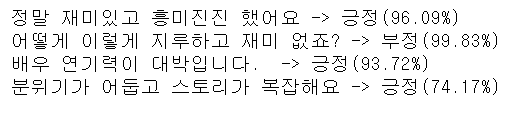 정말 재미있고 흥미진진 했어요 -> 긍정(96.09%)
어떻게 이렇게 지루하고 재미 없죠? -> 부정(99.83%)
배우 연기력이 대박입니다.  -> 긍정(93.72%)
분위기가 어둡고 스토리가 복잡해요 -> 긍정(74.17%)